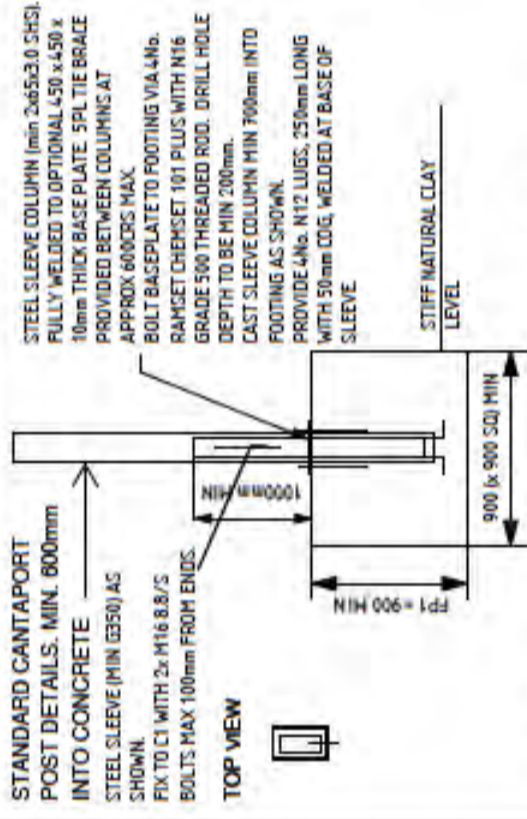 STANDARD CANTAPORT
POST DETAILS. MIN. 600mm
INTO CONCRETE
STEEL SLEEVE (MIN G350) AS
SHOWN.
FIX TO C1 WITH 2x M16 8.8/S
BOLTS MAX 100mm FROM ENDS.
TOP VIEW
1000mm MIN
FP1 = 900 MIN
900 (x 900 SQ) MIN
STEEL SLEEVE COLUMN (min 2x65x3.0 SHS).
FULLY WELDED TO OPTIONAL 450 x 450 x
10mm THICK BASE PLATE. 5PL TIE BRACE
PROVIDED BETWEEN COLUMNS AT
APPROX 600CRS MAX.
BOLT BASEPLATE TO FOOTING VIA 4No.
RAMSET CHEMSET 101 PLUS WITH N16
GRADE 500 THREADED ROD. DRILL HOLE
DEPTH TO BE MIN 200mm.
CAST SLEEVE COLUMN MIN 700mm INTO
FOOTING AS SHOWN.
PROVIDE 4No. N12 LUGS, 250mm LONG
WITH 50mm COG, WELDED AT BASE OF
SLEEVE
STIFF NATURAL CLAY
LEVEL